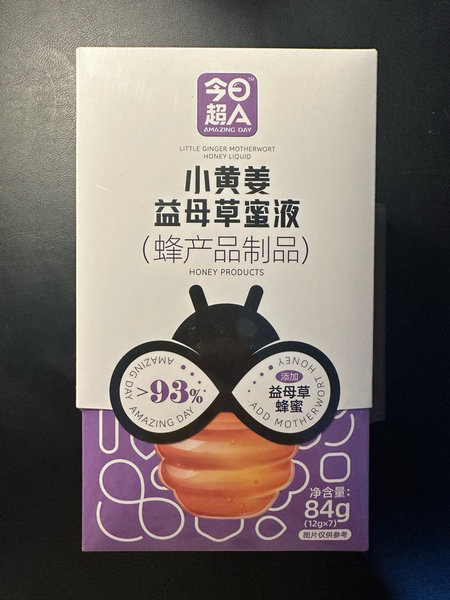 今日
超人™
AMAZING DAY
LITTLE GINGER MOTHERWORT
HONEY LIQUID
小黄姜
益母草蜜液
(蜂产品制品)
HONEY PRODUCTS
AMAZING DAY
>93%
AMAZING DAY
添加
益母草
蜂蜜
ADD MOTHERWORT HONEY
净含量:
84g
(12g×7)
图片仅供参考